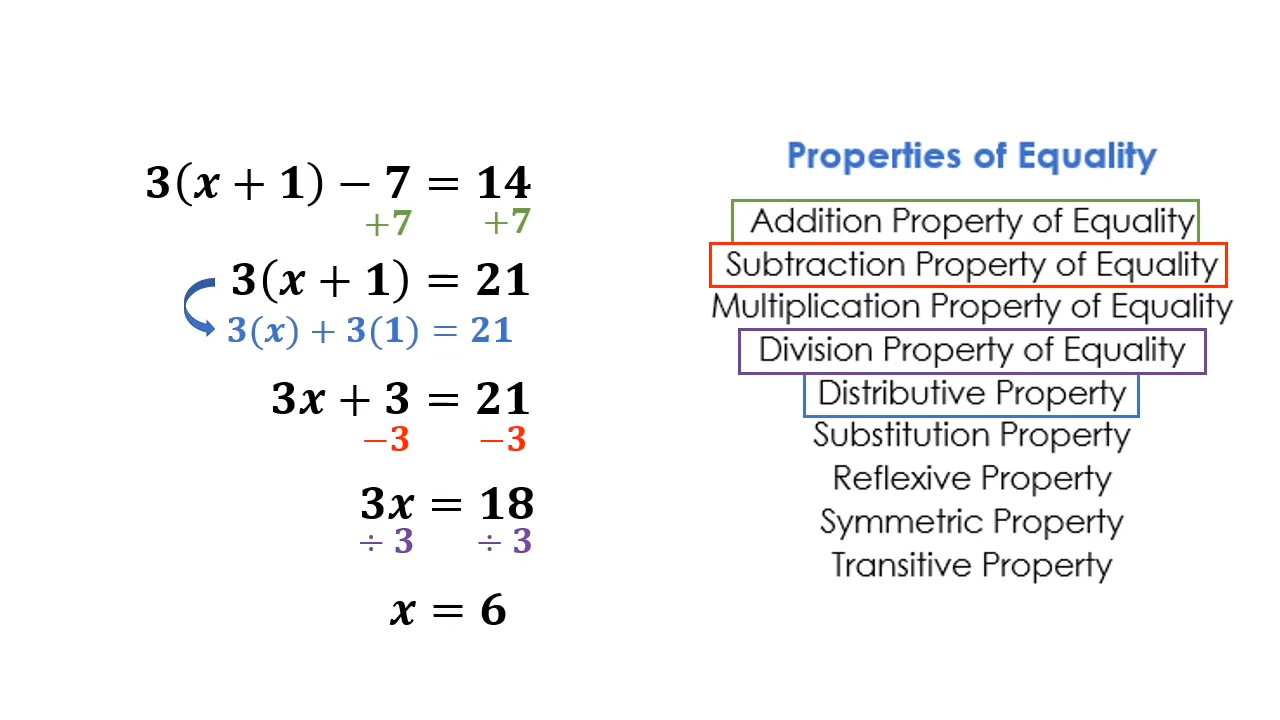 3(x + 1) − 7 = 14
+7 +7
3(x + 1) = 21
3(x) + 3(1) = 21
3x + 3 = 21
−3 −3
3x = 18
÷ 3 ÷ 3
x = 6
Properties of Equality
Addition Property of Equality
Subtraction Property of Equality
Multiplication Property of Equality
Division Property of Equality
Distributive Property
Substitution Property
Reflexive Property
Symmetric Property
Transitive Property